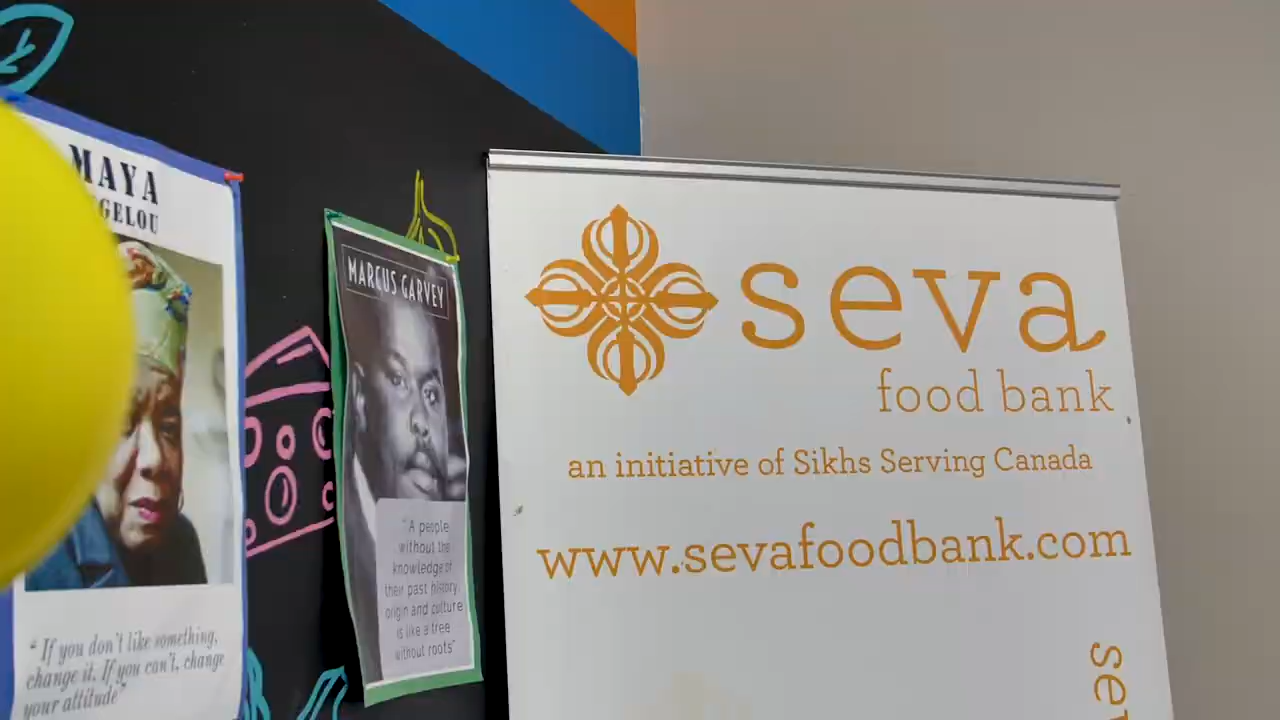 MAYA
MARCUS GARVEY
"A people
without the
knowledge of
their past history,
origin and culture
is like a tree
without roots"
"If you don't like something,
change it. If you can't, change
your attitude"
seva
food bank
an initiative of Sikhs Serving Canada
www.sevafoodbank.com